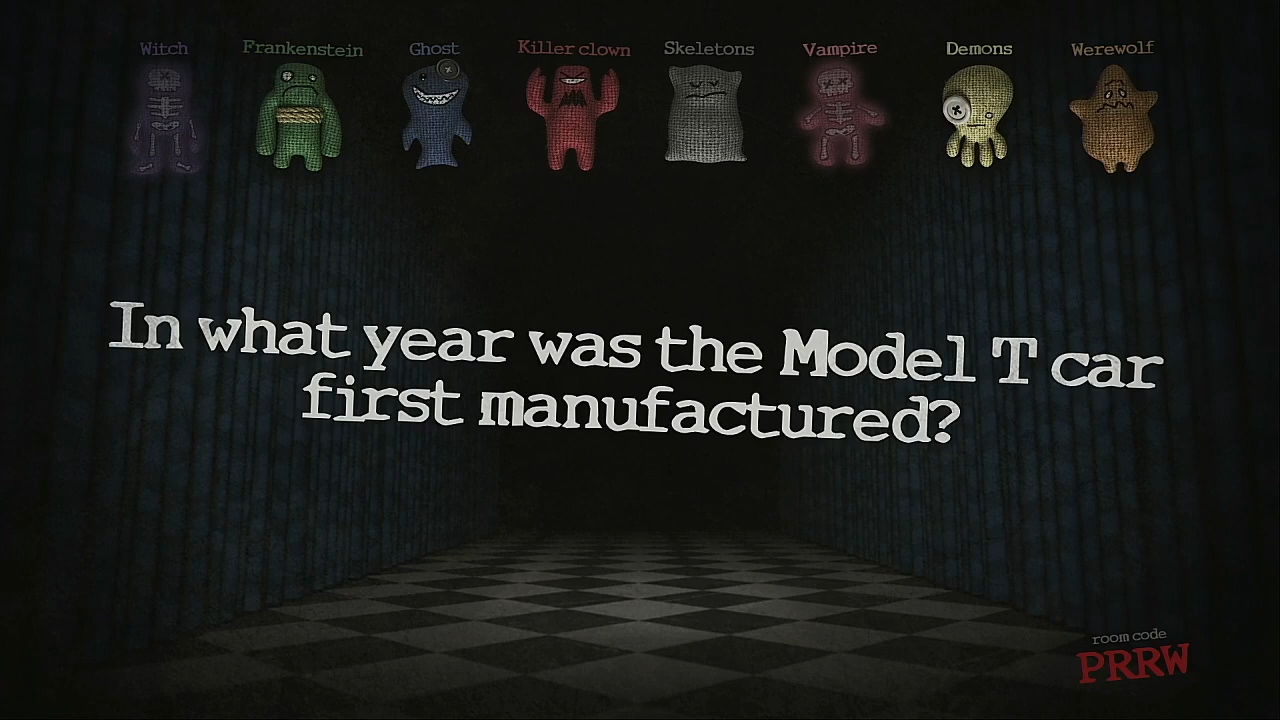 Witch Frankenstein Ghost Killer clown Skeletons Vampire Demons Werewolf
In what year was the Model T car
first manufactured?
room code
PRRW